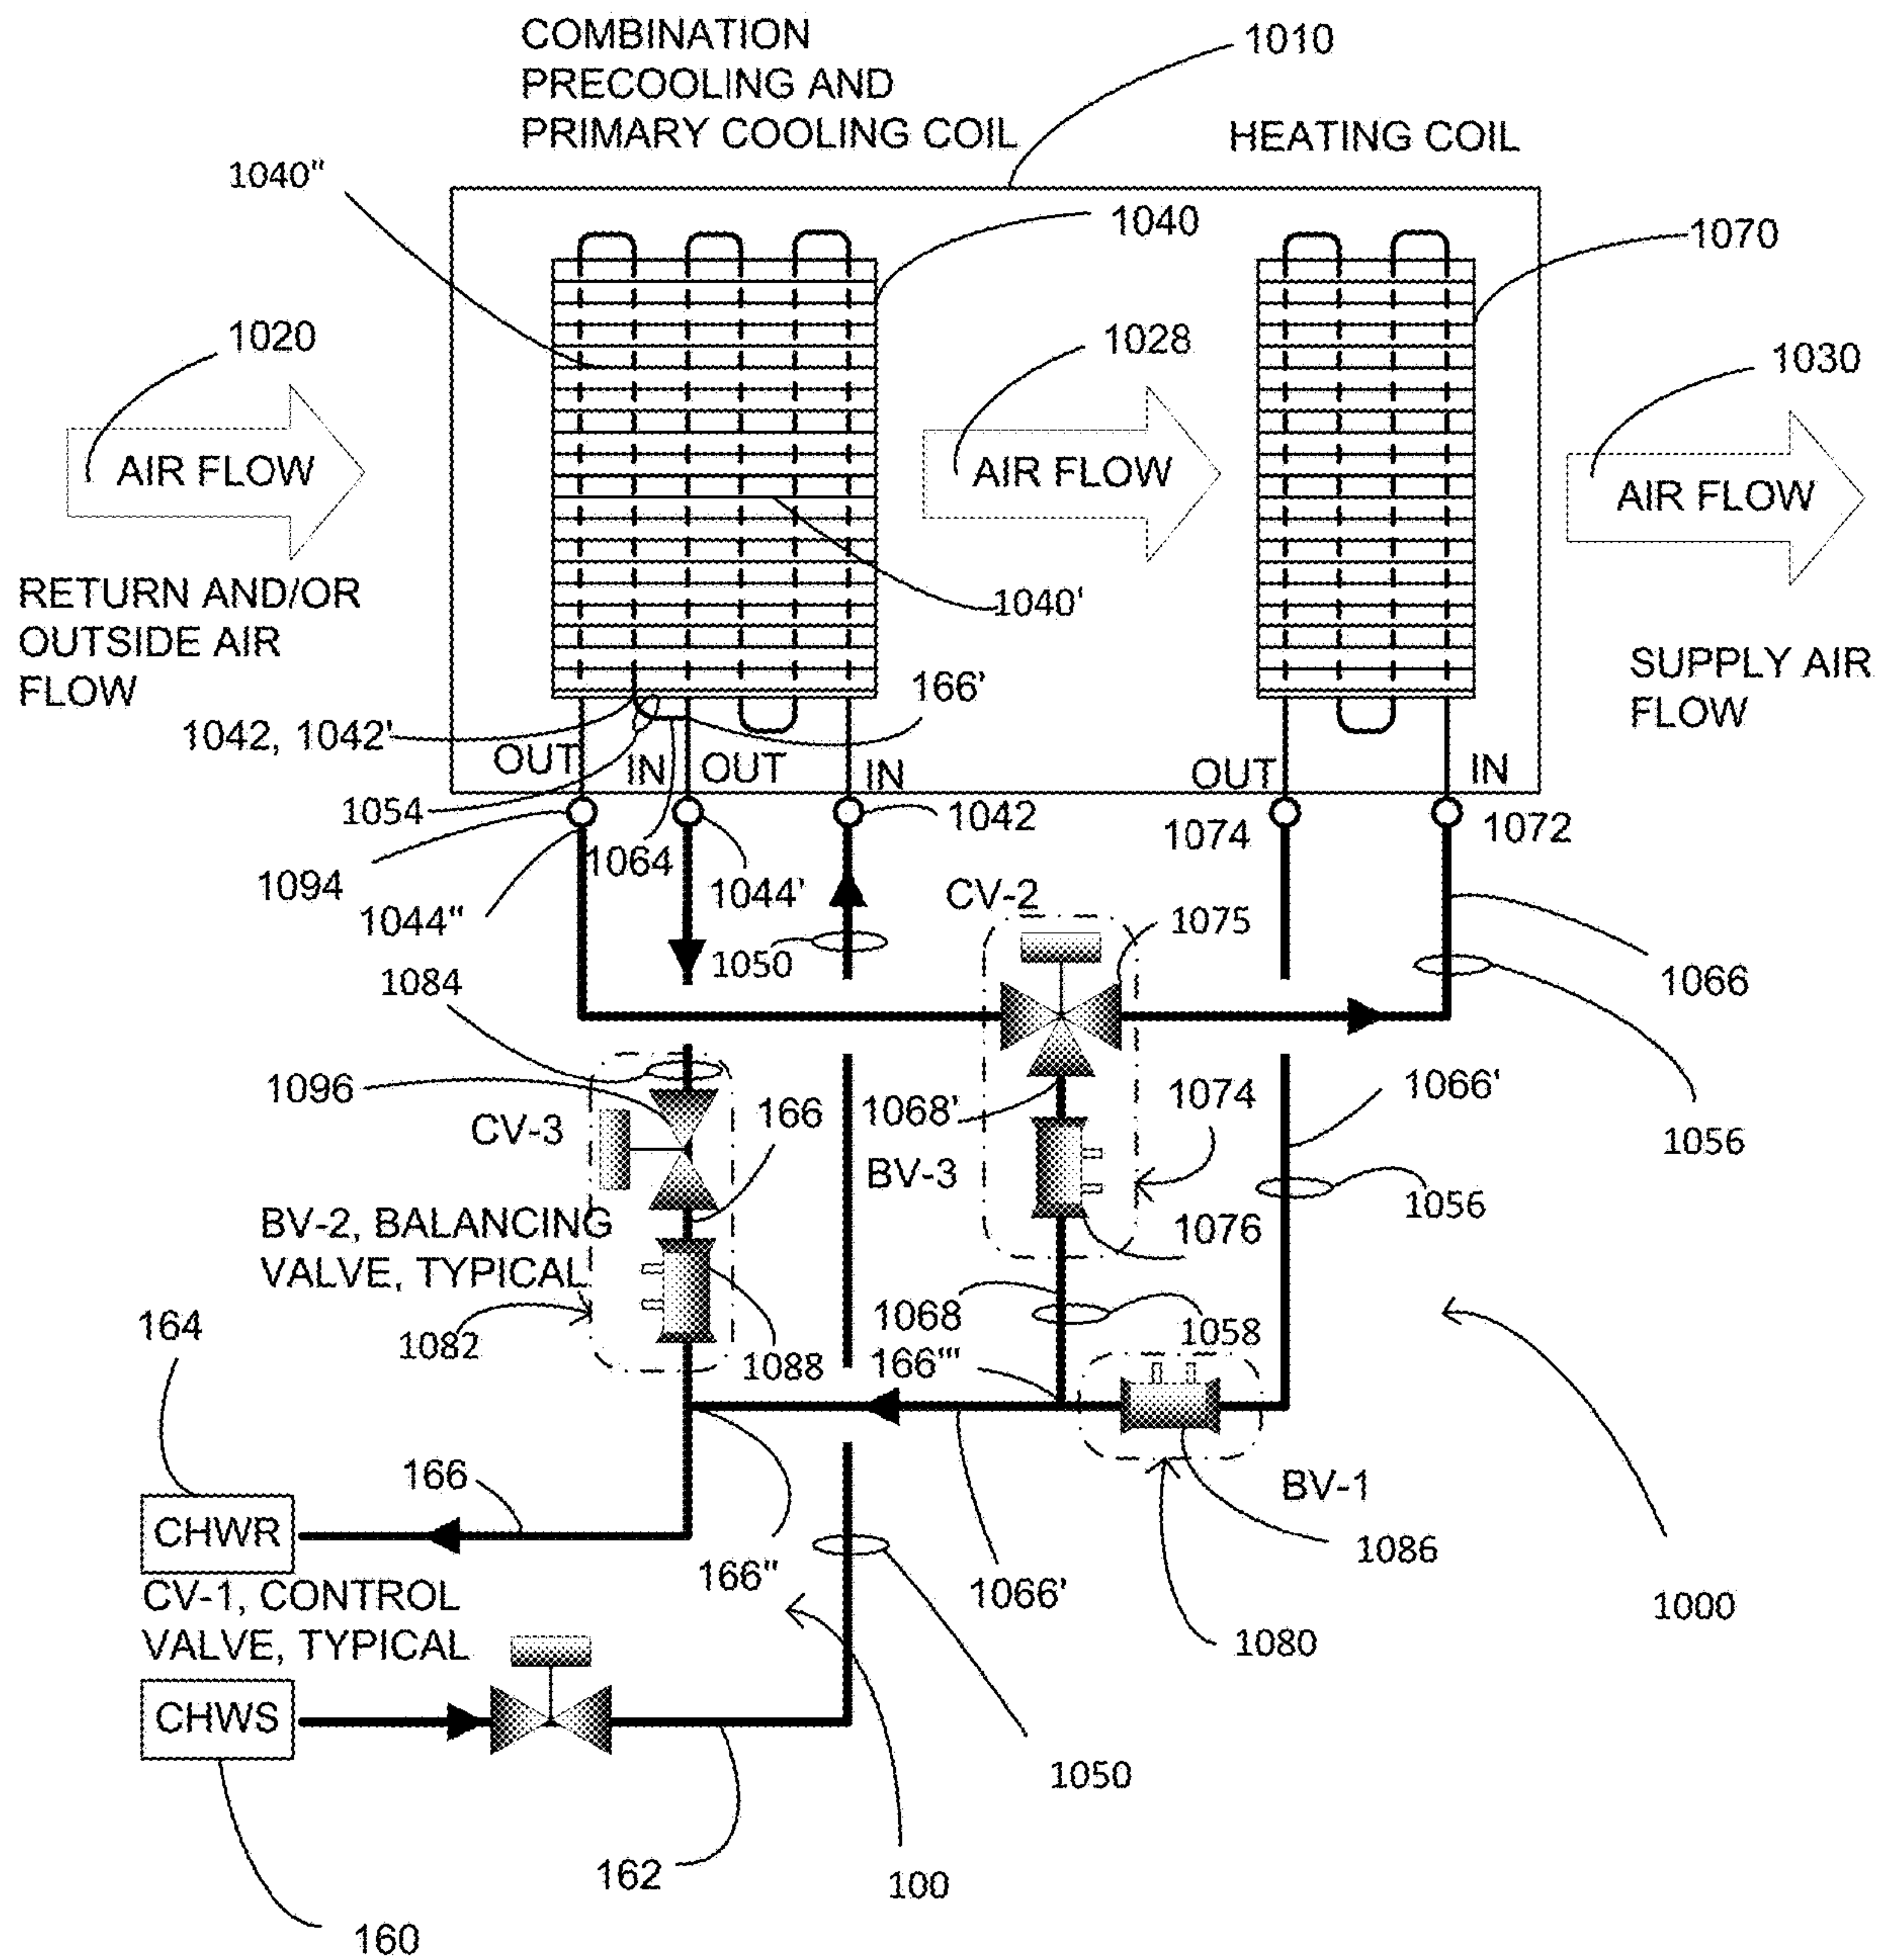 COMBINATION
PRECOOLING AND
PRIMARY COOLING COIL
1010
HEATING COIL
1040"
1040
1070
1020
1028
1030
AIR FLOW
AIR FLOW
AIR FLOW
RETURN AND/OR
OUTSIDE AIR
FLOW
1040'
SUPPLY AIR
FLOW
166'
1042, 1042'
OUT
IN
OUT
IN
OUT
IN
1054
1064
1042
1074
1072
1094
1044"
1044'
CV-2
1075
1050
1066
1084
1096
CV-3
166
1068'
1074
1066'
1056
BV-3
1056
1076
BV-2, BALANCING
VALVE, TYPICAL
1082
1088
1068
1058
166'''
164
166
CHWR
BV-1
1086
166"
1066'
1080
1000
CV-1, CONTROL
VALVE, TYPICAL
CHWS
1050
162
100
160